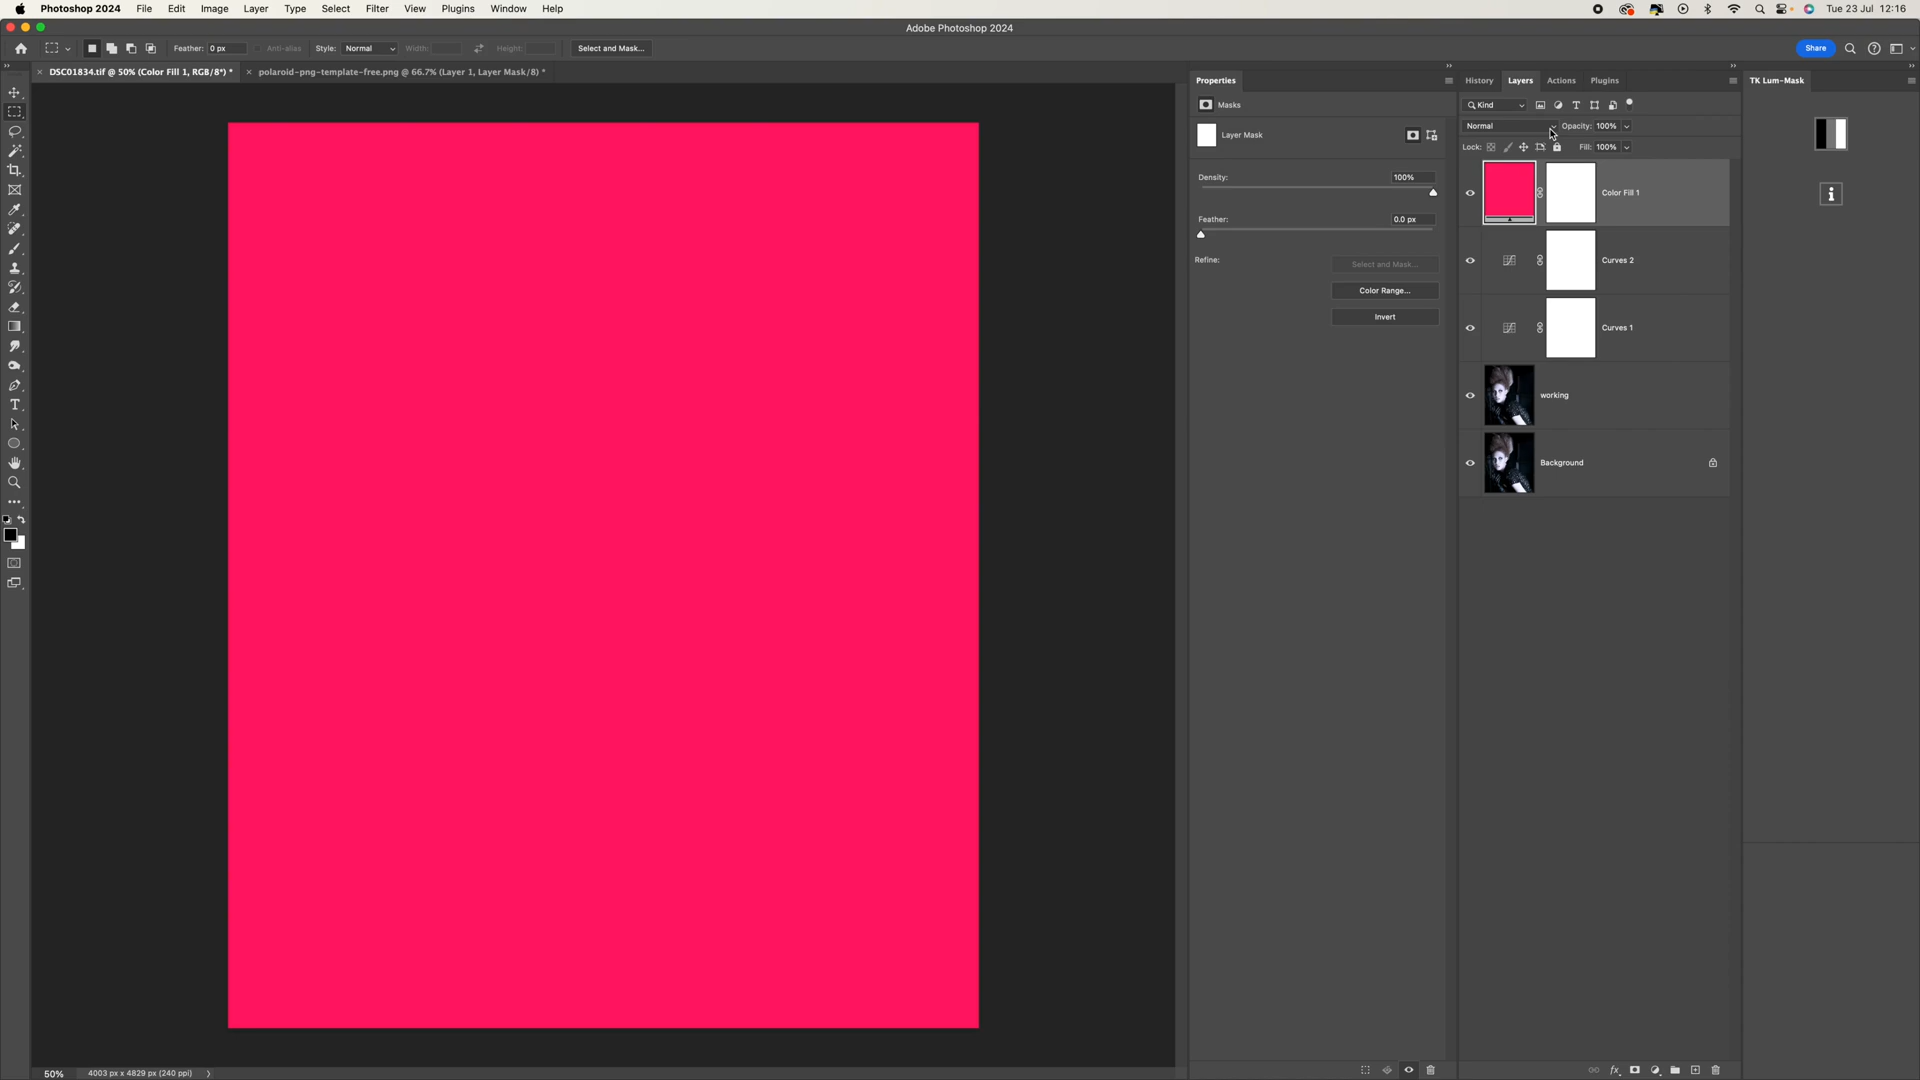 Photoshop 2024 File Edit Image Layer Type Select Filter View Plugins Window Help Tue 23 Jul 12:16
Adobe Photoshop 2024
Feather: 0 px Anti-alias Style: Normal Width: Height: Select and Mask... Share
DSC01834.tif @ 50% (Color Fill 1, RGB/8*) * polaroid-png-template-free.png @ 66.7% (Layer 1, Layer Mask/8) *
Properties
Masks
Layer Mask
Density: 100%
Feather: 0.0 px
Refine:
Select and Mask...
Color Range...
Invert
History Layers Actions Plugins
Kind
Normal Opacity: 100%
Lock: Fill: 100%
Color Fill 1
Curves 2
Curves 1
working
Background
TK Lum-Mask
50% 4003 px x 4829 px (240 ppi)